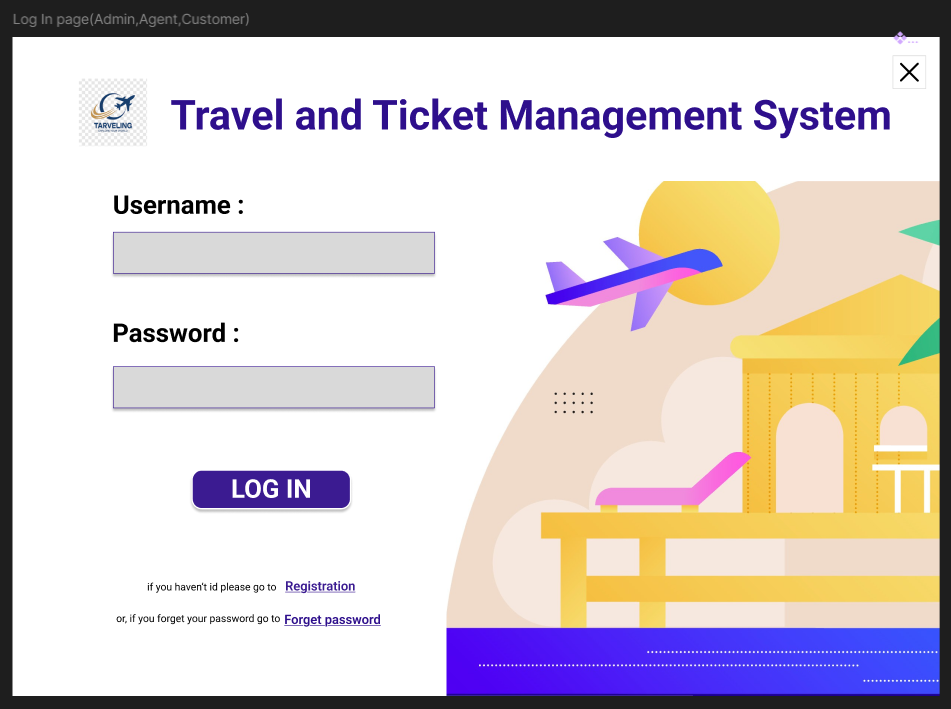 Log In page(Admin,Agent,Customer)
Travel and Ticket Management System
TARVELING
Username :
Password :
LOG IN
if you haven't id please go to Registration
or, if you forget your password go to Forget password